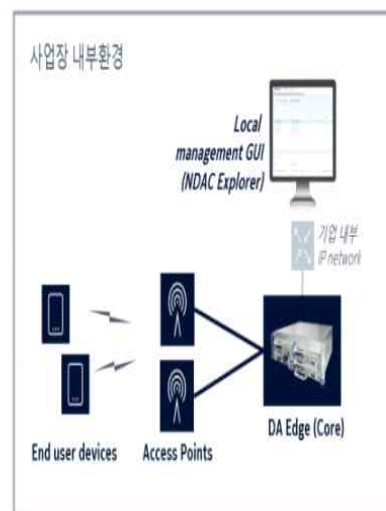 사업장 내부환경
Local
management GUI
(NDAC Explorer)
기업 내부
IP network
DA Edge (Core)
End user devices
Access Points